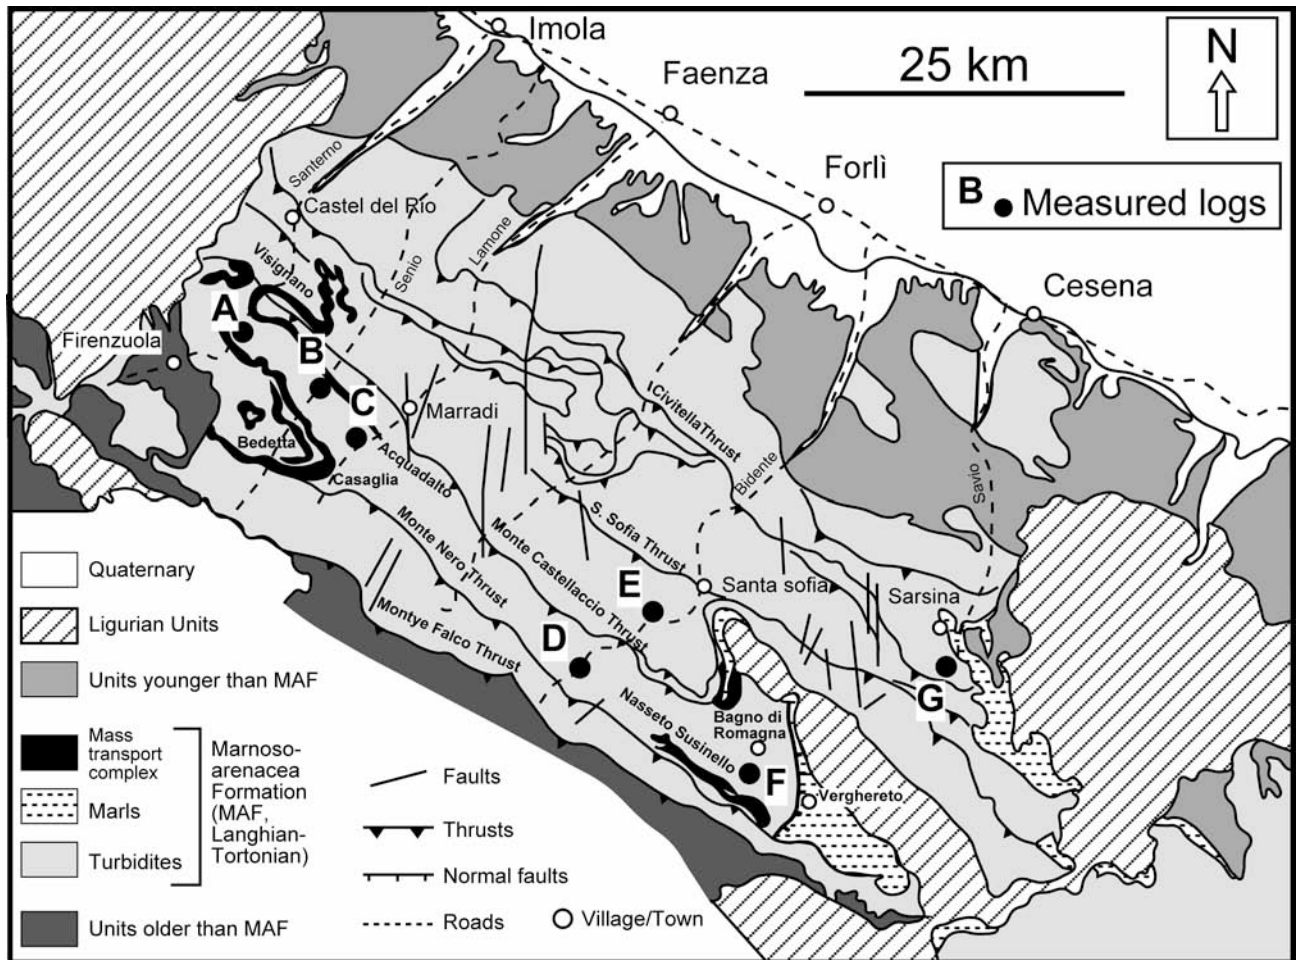 Imola
Faenza
25 km
N
Forlì
B
Measured logs
Santerno
Castel del Rio
Senio
Lamone
Cesena
Visignano
A
Firenzuola
B
C
Marradi
I Civitella Thrust
Bedetta
Casaglia
Acquadalto
Bidente
Savio
S. Sofia Thrust
Monte Nero Thrust
Monte Castellaccio Thrust
E
Santa sofia
Sarsina
Montye Falco Thrust
D
G
Nasseto Susinello
Bagno di
Romagna
F
Verghereto
Quaternary
Ligurian Units
Units younger than MAF
Mass
transport
complex
Marls
Turbidites
Marnoso-
arenacea
Formation
(MAF,
Langhian-
Tortonian)
Units older than MAF
Faults
Thrusts
Normal faults
Roads
Village/Town